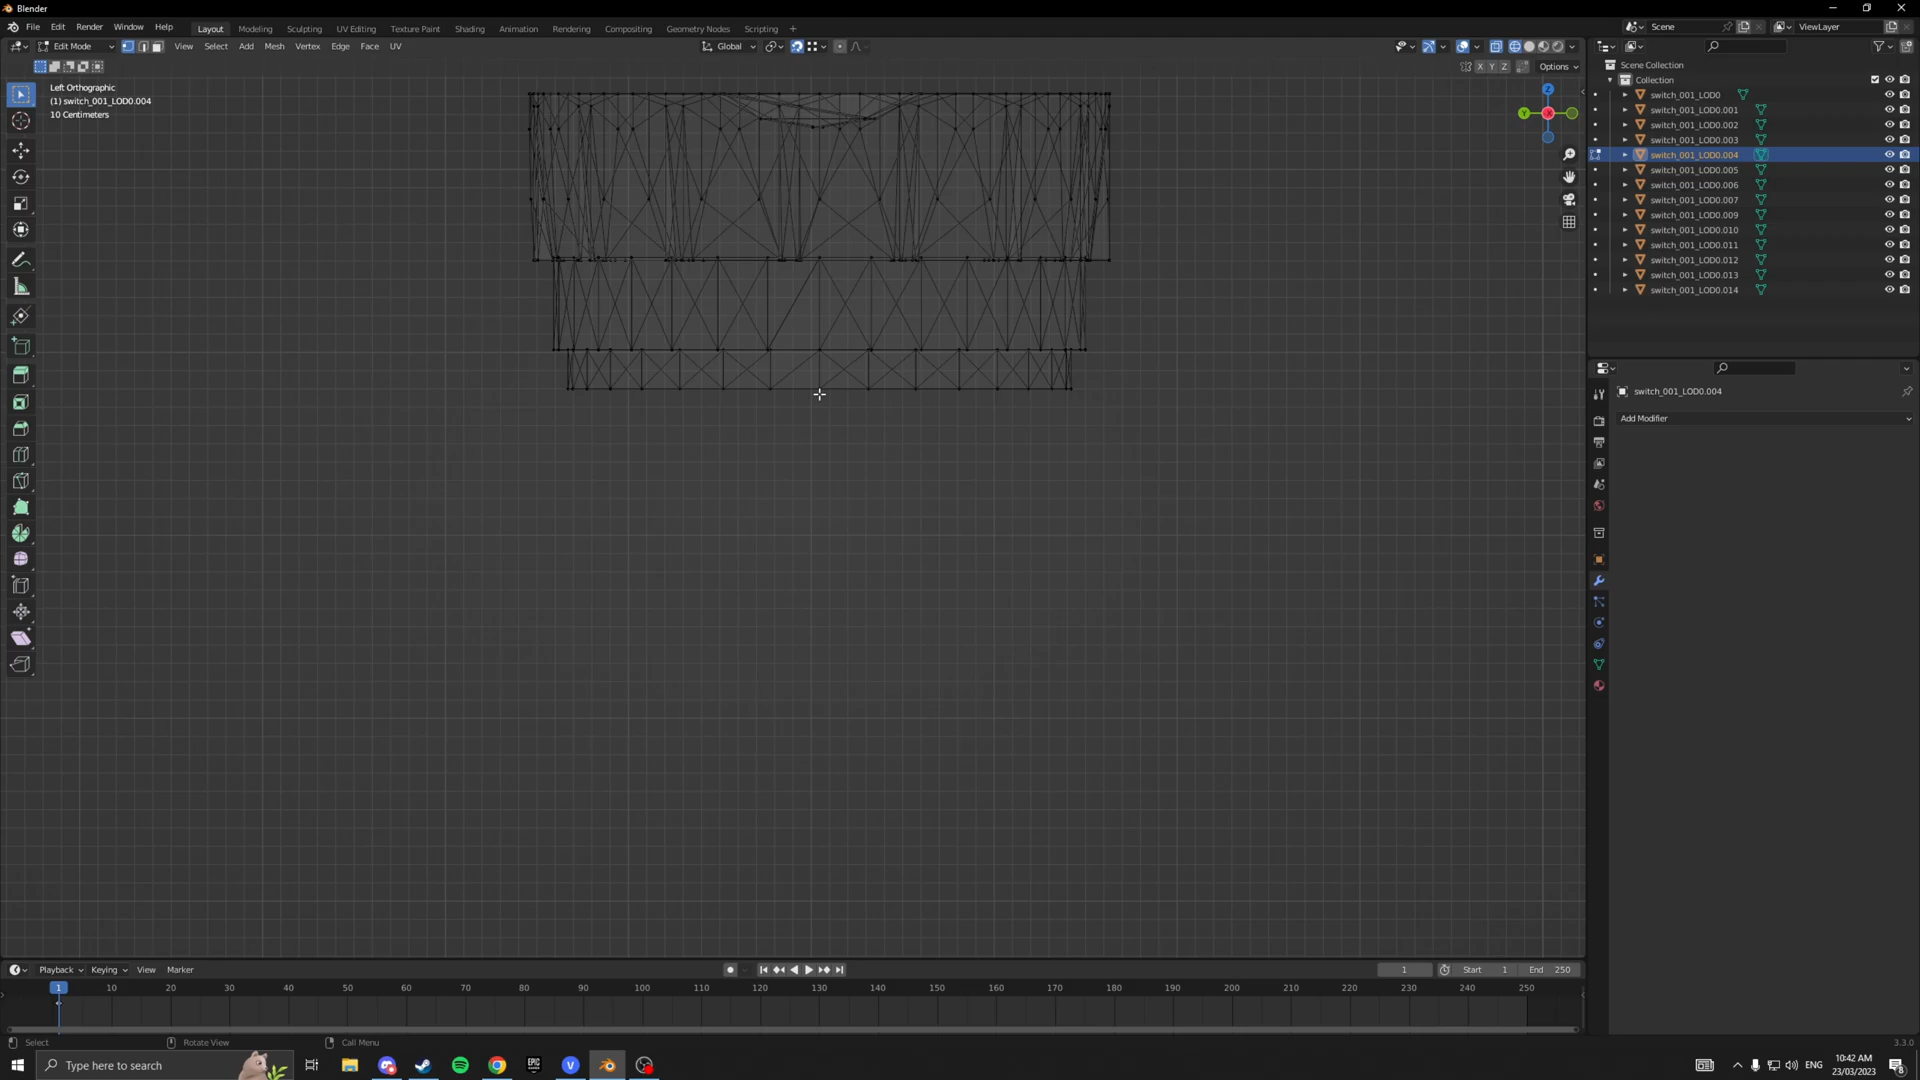 Blender
File Edit Render Window Help
Layout Modeling Sculpting UV Editing Texture Paint Shading Animation Rendering Compositing Geometry Nodes Scripting +
Scene ViewLayer
Edit Mode View Select Add Mesh Vertex Edge Face UV
Global
X Y Z Options
Left Orthographic
(1) switch_001_LOD0.004
10 Centimeters
Z
Y
X
Scene Collection
Collection
switch_001_LOD0
switch_001_LOD0.001
switch_001_LOD0.002
switch_001_LOD0.003
switch_001_LOD0.004
switch_001_LOD0.005
switch_001_LOD0.006
switch_001_LOD0.007
switch_001_LOD0.009
switch_001_LOD0.010
switch_001_LOD0.011
switch_001_LOD0.012
switch_001_LOD0.013
switch_001_LOD0.014
switch_001_LOD0.004
Add Modifier
Playback Keying View Marker
1 Start 1 End 250
1 10 20 30 40 50 60 70 80 90 100 110 120 130 140 150 160 170 180 190 200 210 220 230 240 250
Select Rotate View Call Menu 3.3.0
Type here to search
EPIC
ENG
10:42 AM
23/03/2023